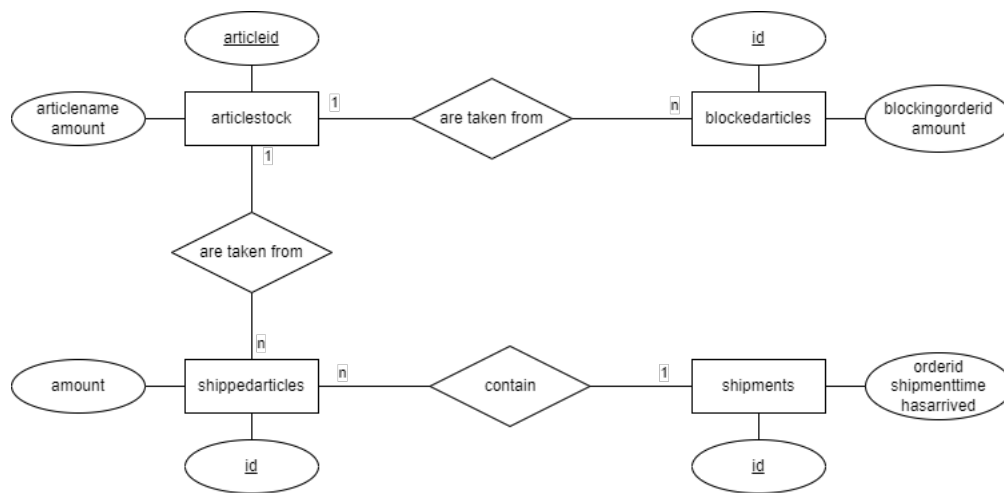 articleid
id
articlename
amount
articlestock
1
are taken from
n
blockedarticles
blockingorderid
amount
1
are taken from
n
amount
shippedarticles
n
contain
1
shipments
orderid
shipmenttime
hasarrived
id
id